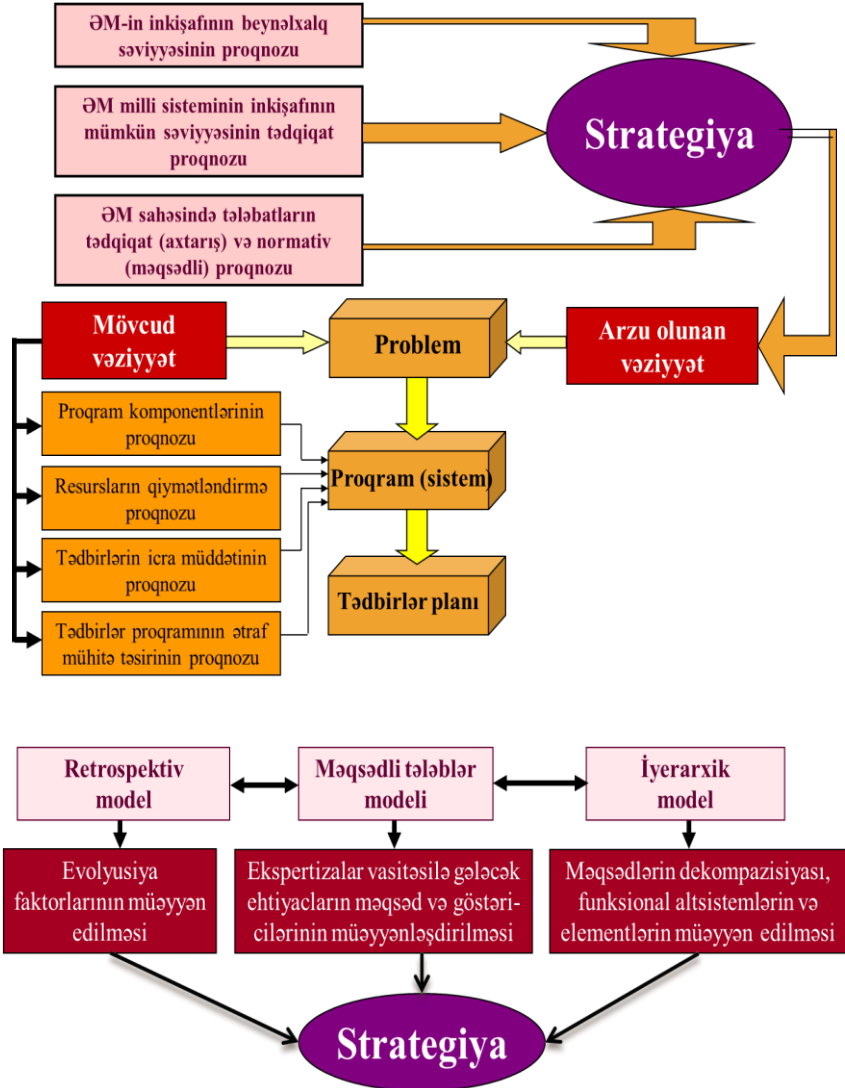 ƏM-in inkişafının beynəlxalq
səviyyəsinin proqnozu
ƏM milli sisteminin inkişafının
mümkün səviyyəsinin tədqiqat
proqnozu
Strategiya
ƏM sahəsində tələbatların
tədqiqat (axtarış) və normativ
(məqsədli) proqnozu
Mövcud
vəziyyət
Problem
Arzu olunan
vəziyyət
Proqram komponentlərinin
proqnozu
Resursların qiymətləndirmə
proqnozu
Proqram (sistem)
Tədbirlərin icra müddətinin
proqnozu
Tədbirlər planı
Tədbirlər proqramının ətraf
mühitə təsirinin proqnozu
Retrospektiv
model
Məqsədli tələblər
modeli
İyerarxik
model
Evolyusiya
faktorlarının müəyyən
edilməsi
Ekspertizalar vasitəsilə gələcək
ehtiyacların məqsəd və göstəri-
cilərinin müəyyənləşdirilməsi
Məqsədlərin dekompazisiyası,
funksional altsistemlərin və
elementlərin müəyyən edilməsi
Strategiya